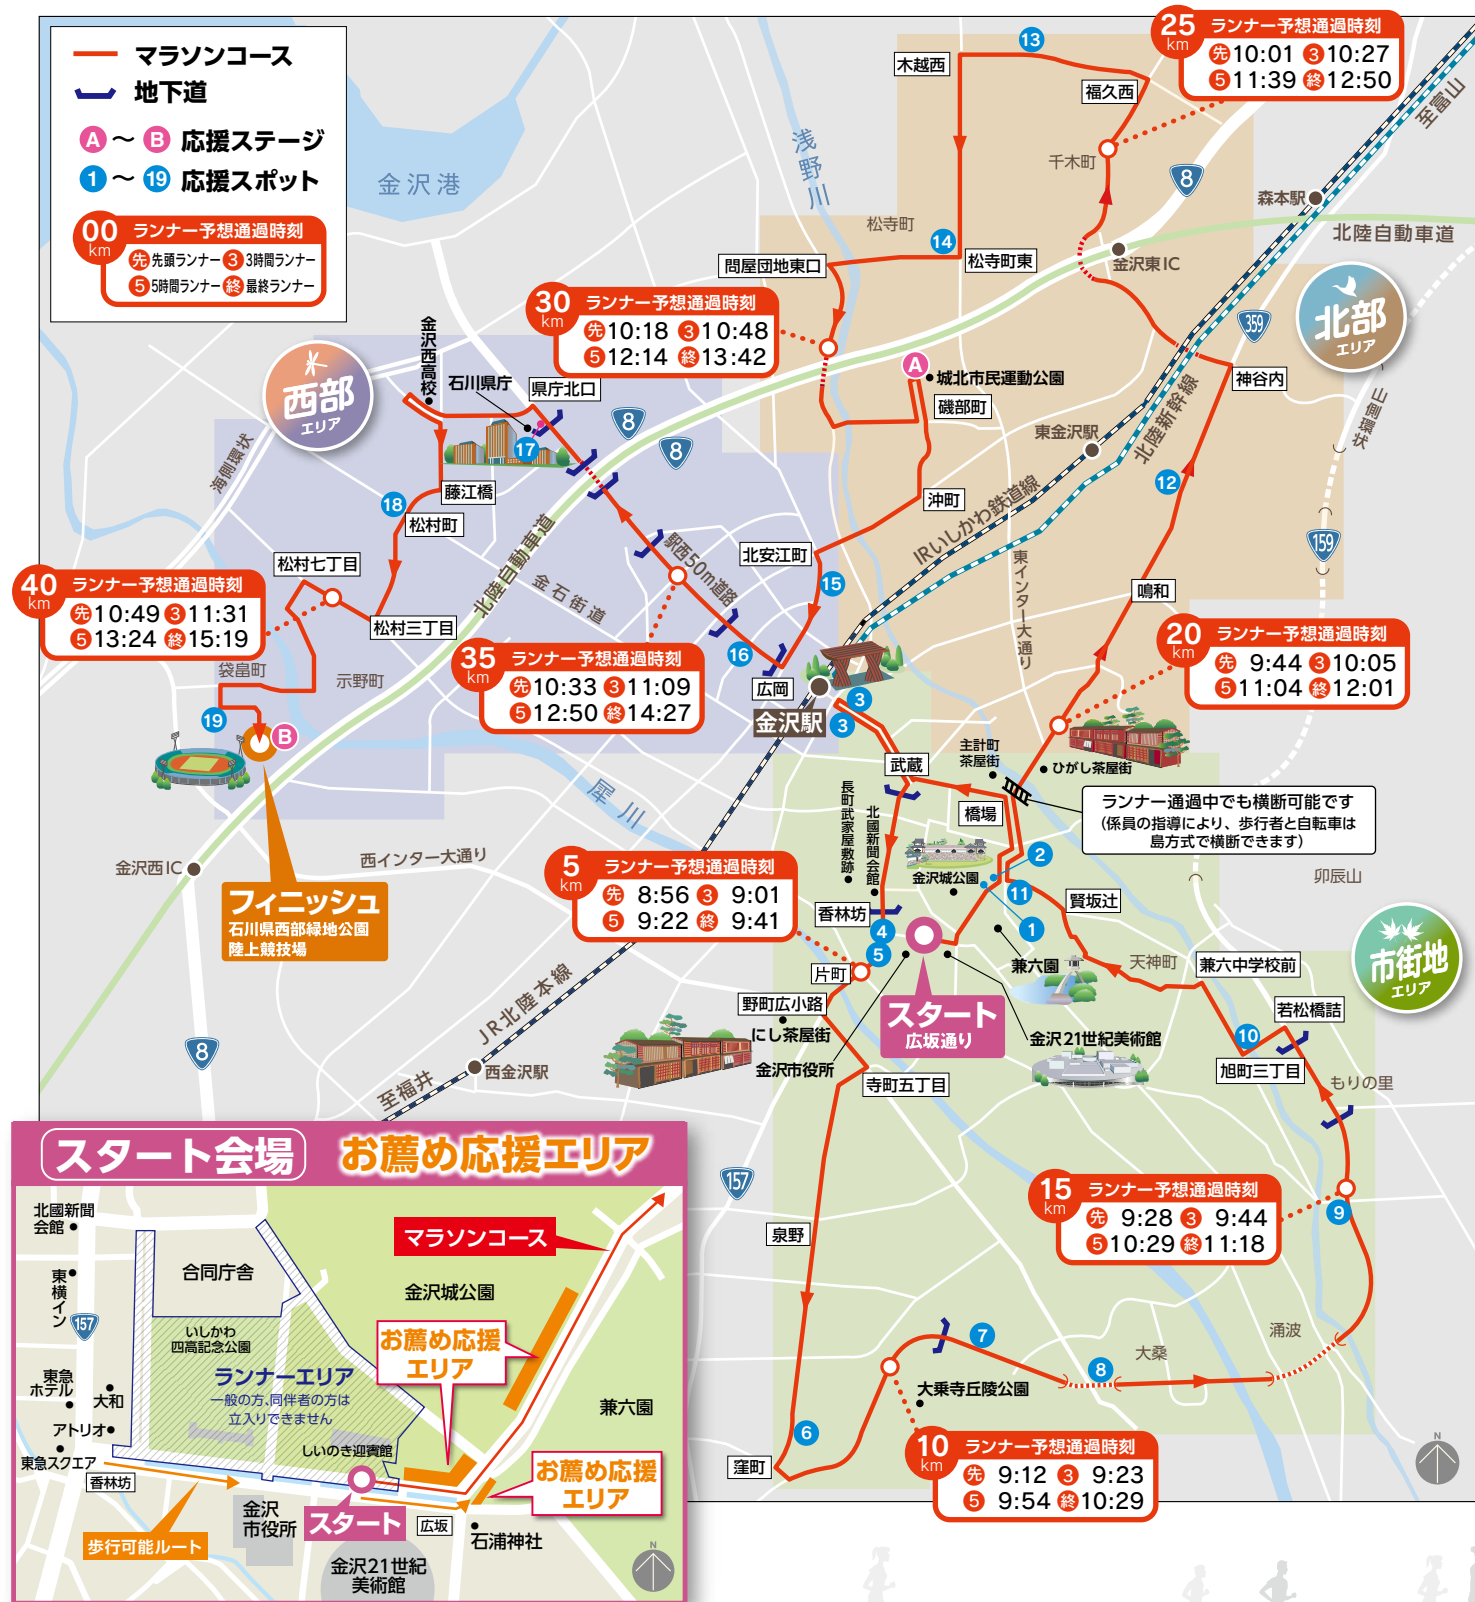 マラソンコース
地下道
A ～ B 応援ステージ
1 ～ 19 応援スポット
00 km ランナー予想通過時刻
先 先頭ランナー 3 3時間ランナー
5 5時間ランナー 終 最終ランナー
25 km ランナー予想通過時刻
先 10:01 3 10:27
5 11:39 終 12:50
13
木越西
福久西
千木町
浅野川
金沢港
8
至富山
森本駅
北陸自動車道
松寺町
14
松寺町東
問屋団地東口
金沢東IC
北部
エリア
359
30 km ランナー予想通過時刻
先 10:18 3 10:48
5 12:14 終 13:42
A
城北市民運動公園
磯部町
神谷内
山側環状
金沢西高校
石川県庁
県庁北口
西部
エリア
8
8
17
東金沢駅
北陸新幹線
12
海側環状
藤江橋
18
松村町
沖町
IRいしかわ鉄道線
159
駅西50m道路
北安江町
15
東インター大通り
鳴和
松村七丁目
金石街道
北陸自動車道
40 km ランナー予想通過時刻
先 10:49 3 11:31
5 13:24 終 15:19
松村三丁目
袋畠町
示野町
35 km ランナー予想通過時刻
先 10:33 3 11:09
5 12:50 終 14:27
16
広岡
20 km ランナー予想通過時刻
先 9:44 3 10:05
5 11:04 終 12:01
金沢駅
3
3
19
B
武蔵
主計町
茶屋街
ひがし茶屋街
犀川
長町武家屋敷跡
北國新聞会館
橋場
ランナー通過中でも横断可能です
(係員の指導により、歩行者と自転車は
島方式で横断できます)
金沢西IC
西インター大通り
5 km ランナー予想通過時刻
先 8:56 3 9:01
5 9:22 終 9:41
フィニッシュ
石川県西部緑地公園
陸上競技場
金沢城公園
2
11
1
卯辰山
賢坂辻
香林坊
4
5
兼六園
天神町
兼六中学校前
市街地
エリア
片町
JR北陸本線
野町広小路
にし茶屋街
金沢市役所
スタート
広坂通り
金沢21世紀美術館
若松橋詰
10
旭町三丁目
もりの里
8
西金沢駅
至福井
寺町五丁目
157
15 km ランナー予想通過時刻
先 9:28 3 9:44
5 10:29 終 11:18
9
泉野
7
大乗寺丘陵公園
8
大桑
涌波
6
窪町
10 km ランナー予想通過時刻
先 9:12 3 9:23
5 9:54 終 10:29
N
スタート会場 お薦め応援エリア
北國新聞
会館
東横イン
157
合同庁舎
マラソンコース
金沢城公園
いしかわ
四高記念公園
ランナーエリア
一般の方、同伴者の方は
立入りできません
お薦め応援
エリア
東急
ホテル
大和
アトリオ
東急スクエア
香林坊
しいのき迎賓館
兼六園
お薦め応援
エリア
金沢
市役所
スタート
広坂
石浦神社
歩行可能ルート
金沢21世紀
美術館
N